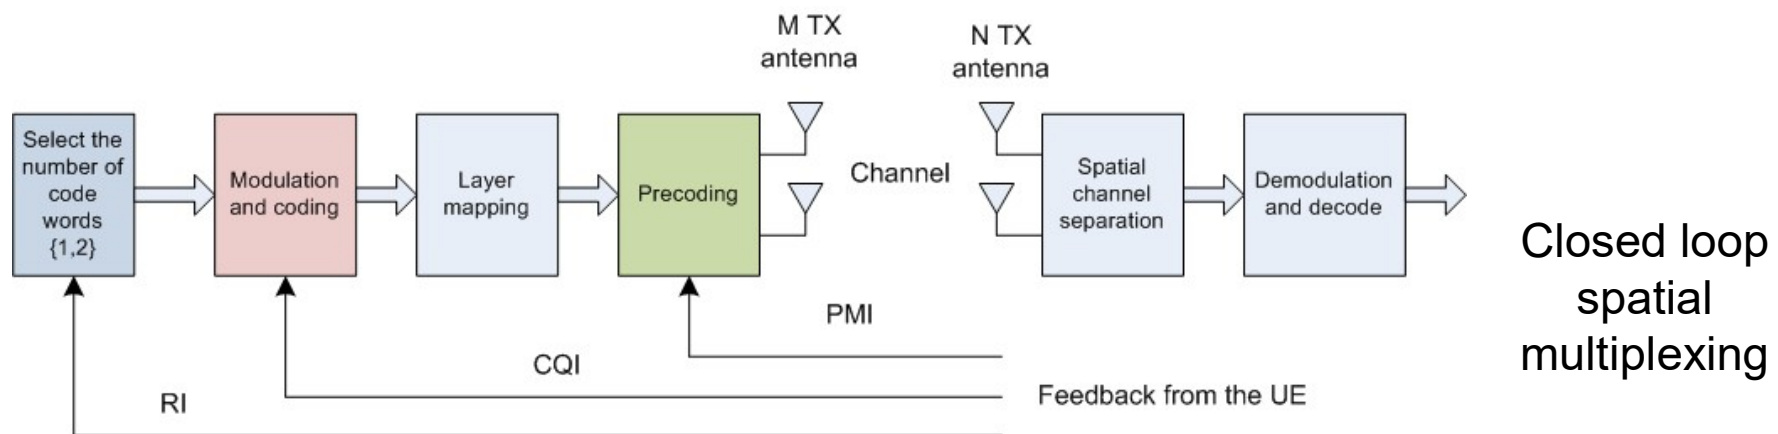 M TX
antenna
N TX
antenna
Select the
number of
code
words
{1,2}
Modulation
and coding
Layer
mapping
Precoding
Channel
Spatial
channel
separation
Demodulation
and decode
Closed loop
spatial
multiplexing
PMI
CQI
Feedback from the UE
RI